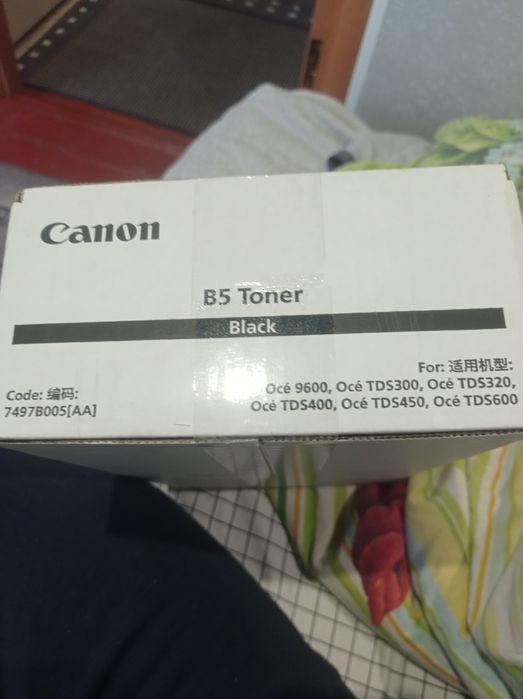 Canon
B5 Toner
Black
For: 适用机型:
Océ 9600, Océ TDS300, Océ TDS320,
Océ TDS400, Océ TDS450, Océ TDS600
Code: 编码:
7497B005[AA]